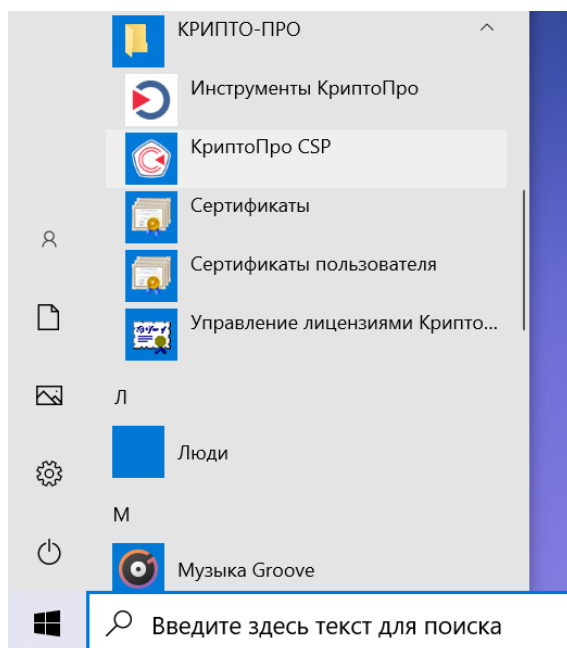 КРИПТО-ПРО
Инструменты КриптоПро
КриптоПро CSP
Сертификаты
Сертификаты пользователя
Управление лицензиями Крипто...
Л
Люди
М
Музыка Groove
Введите здесь текст для поиска